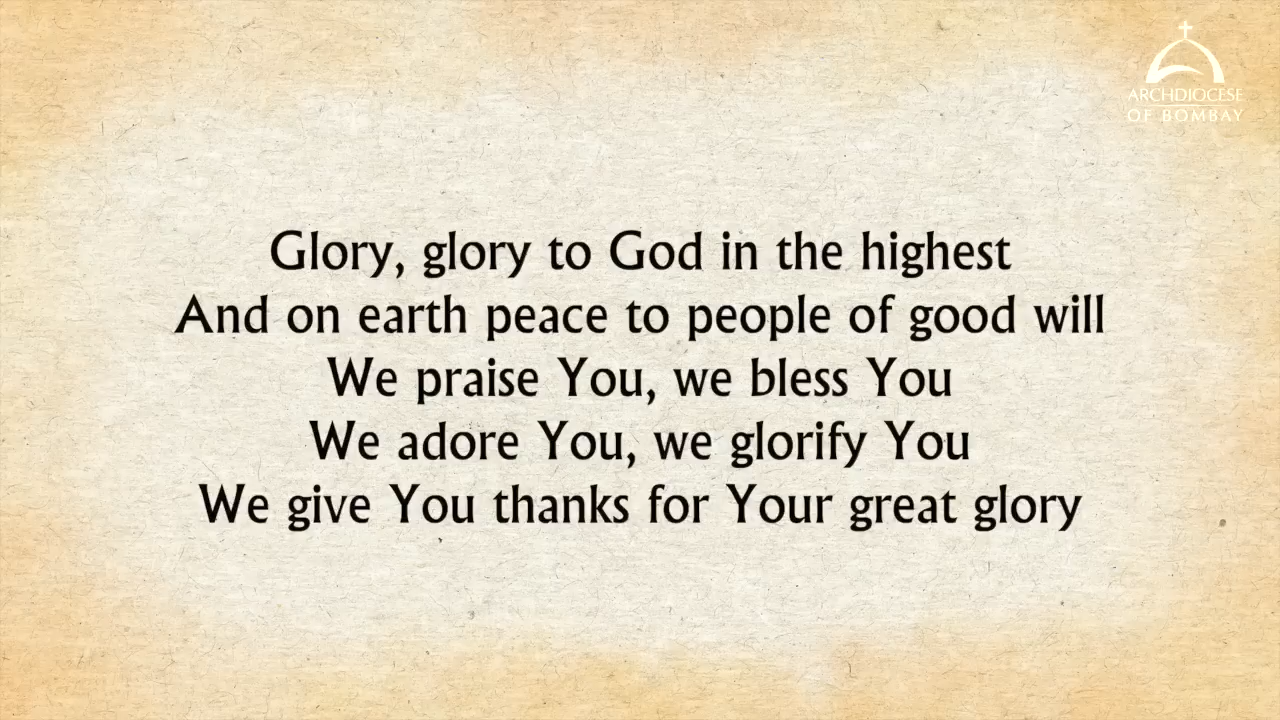 ARCHDIOCESE
OF BOMBAY
Glory, glory to God in the highest
And on earth peace to people of good will
We praise You, we bless You
We adore You, we glorify You
We give You thanks for Your great glory